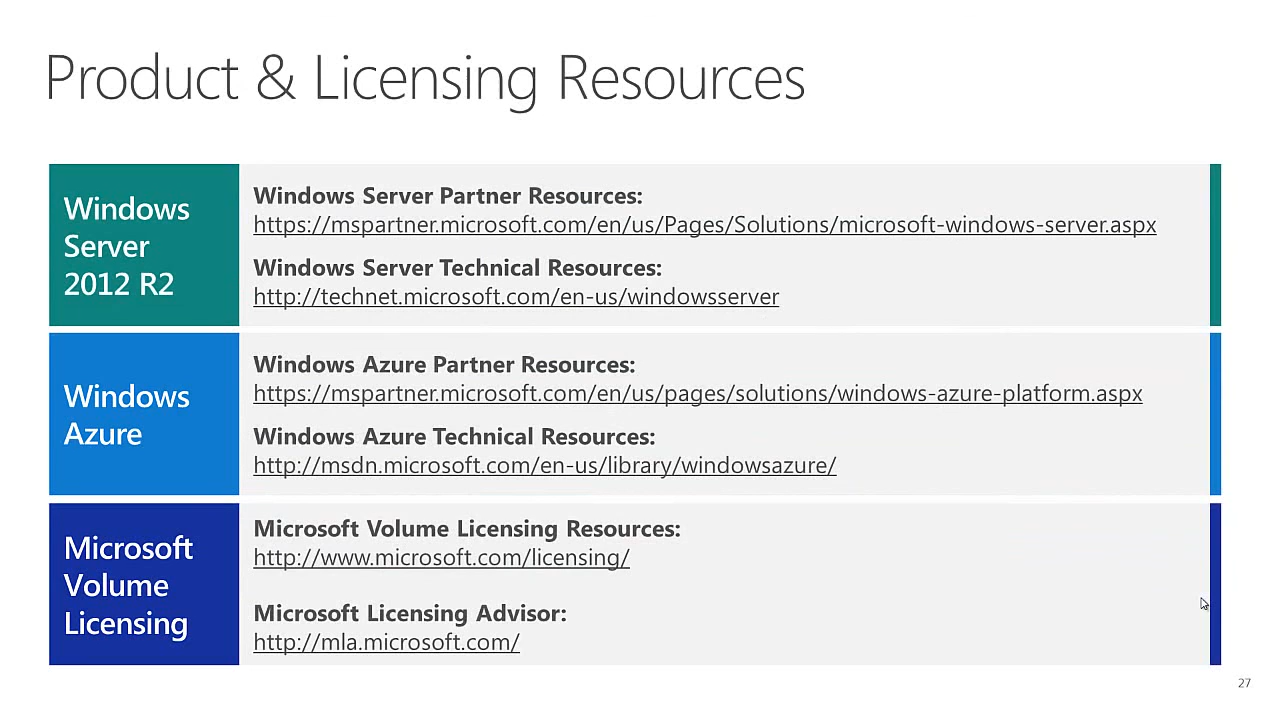 Product & Licensing Resources
Windows
Server
2012 R2
Windows Server Partner Resources:
https://mspartner.microsoft.com/en/us/Pages/Solutions/microsoft-windows-server.aspx
Windows Server Technical Resources:
http://technet.microsoft.com/en-us/windowsserver
Windows
Azure
Windows Azure Partner Resources:
https://mspartner.microsoft.com/en/us/pages/solutions/windows-azure-platform.aspx
Windows Azure Technical Resources:
http://msdn.microsoft.com/en-us/library/windowsazure/
Microsoft
Volume
Licensing
Microsoft Volume Licensing Resources:
http://www.microsoft.com/licensing/
Microsoft Licensing Advisor:
http://mla.microsoft.com/
27